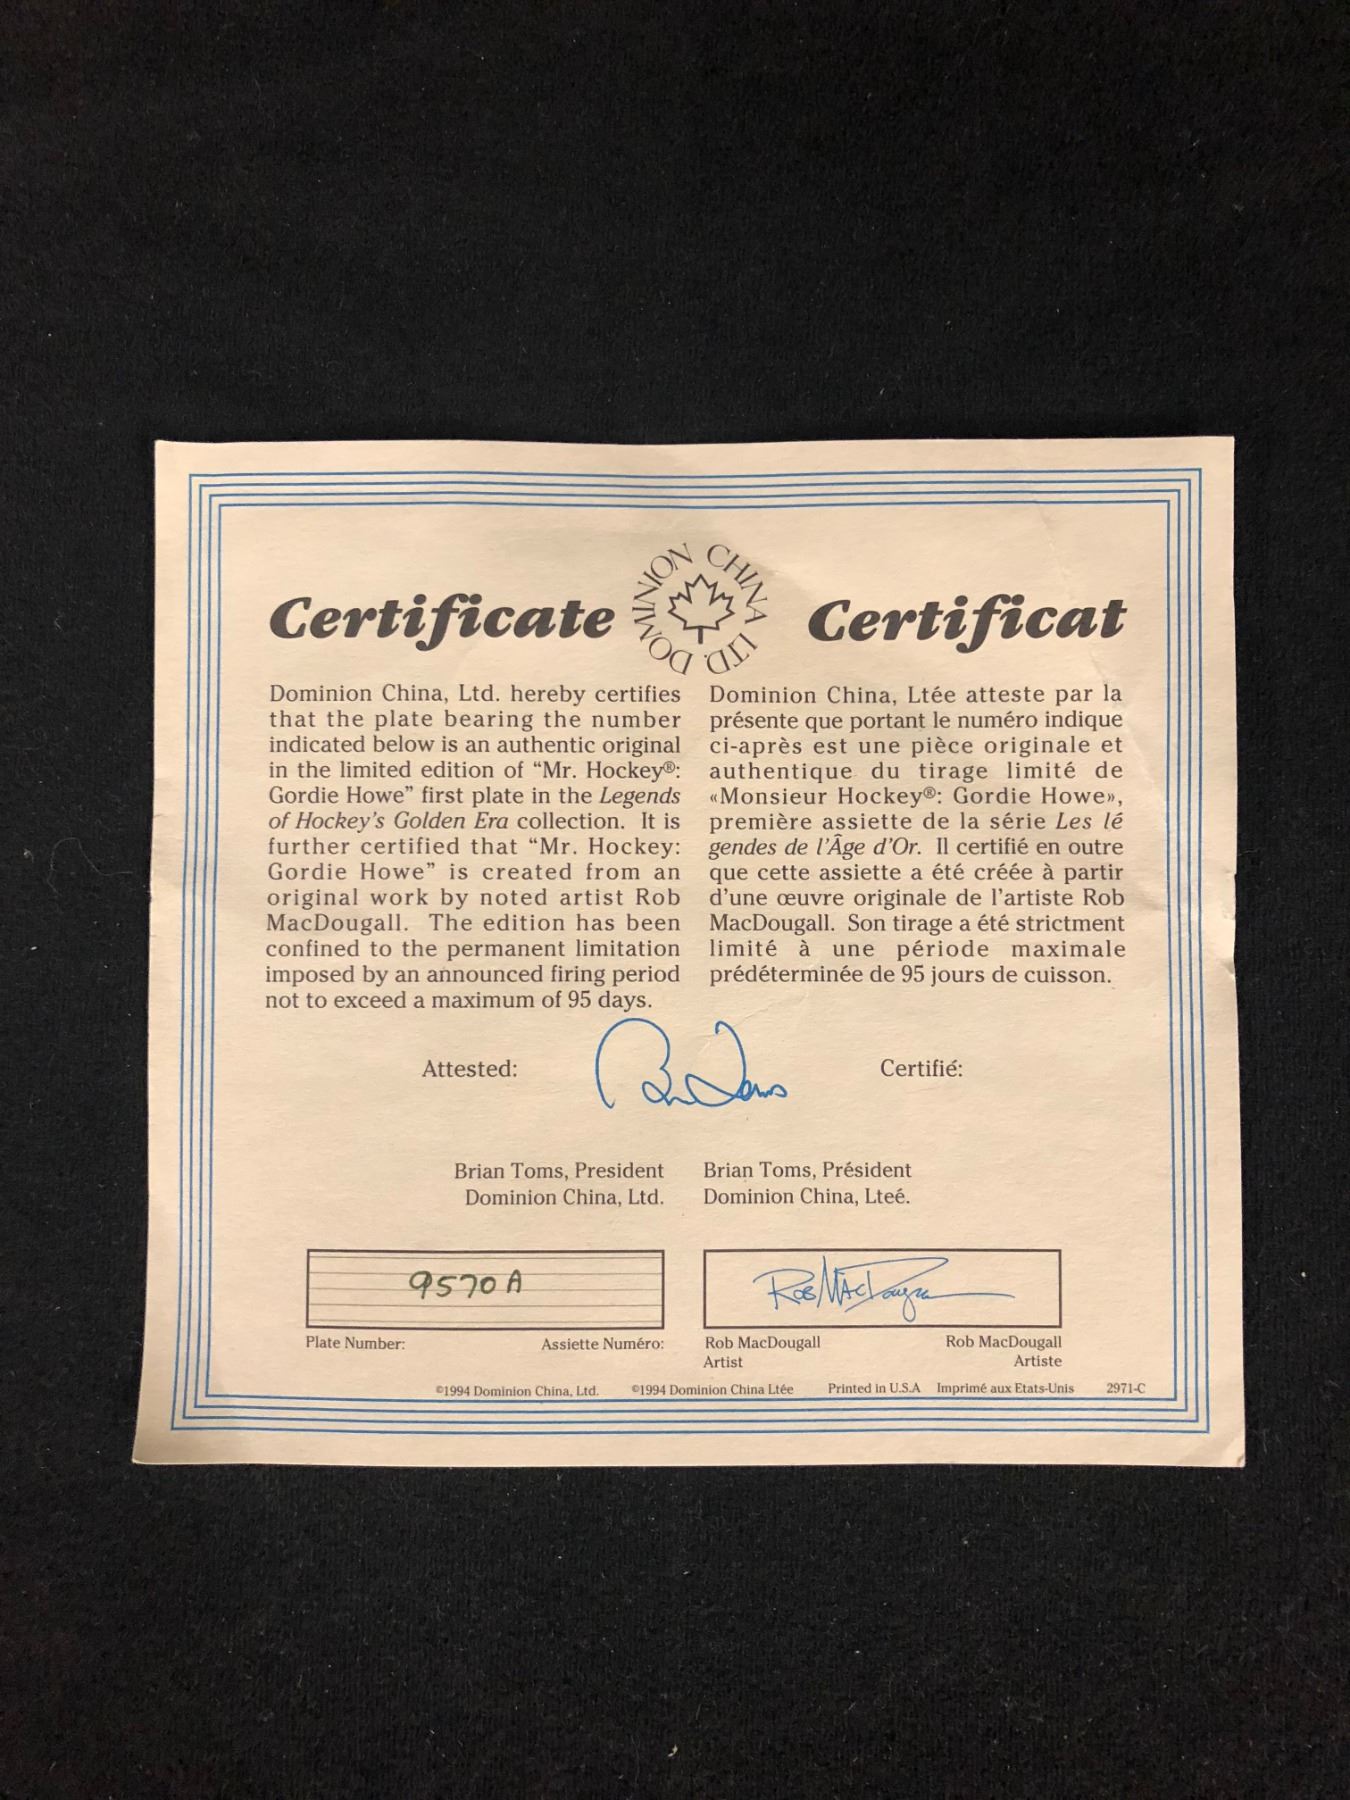 Certificate
DOMINION CHINA LTD.
Certificat
Dominion China, Ltd. hereby certifies
that the plate bearing the number
indicated below is an authentic original
in the limited edition of “Mr. Hockey®:
Gordie Howe” first plate in the Legends
of Hockey's Golden Era collection. It is
further certified that “Mr. Hockey:
Gordie Howe” is created from an
original work by noted artist Rob
MacDougall. The edition has been
confined to the permanent limitation
imposed by an announced firing period
not to exceed a maximum of 95 days.
Dominion China, Ltée atteste par la
présente que portant le numéro indique
ci-après est une pièce originale et
authentique du tirage limité de
«Monsieur Hockey®: Gordie Howe»,
première assiette de la série Les lé
gendes de l'Âge d'Or. Il certifié en outre
que cette assiette a été créée à partir
d'une œuvre originale de l'artiste Rob
MacDougall. Son tirage a été strictment
limité à une période maximale
prédéterminée de 95 jours de cuisson.
Attested:
Certifié:
Brian Toms, President
Dominion China, Ltd.
Brian Toms, Président
Dominion China, Lteé.
9570A
Plate Number: Assiette Numéro:
Rob MacDougall
Rob MacDougall Rob MacDougall
Artist Artiste
©1994 Dominion China, Ltd. ©1994 Dominion China Ltée Printed in U.S.A Imprimé aux Etats-Unis 2971-C